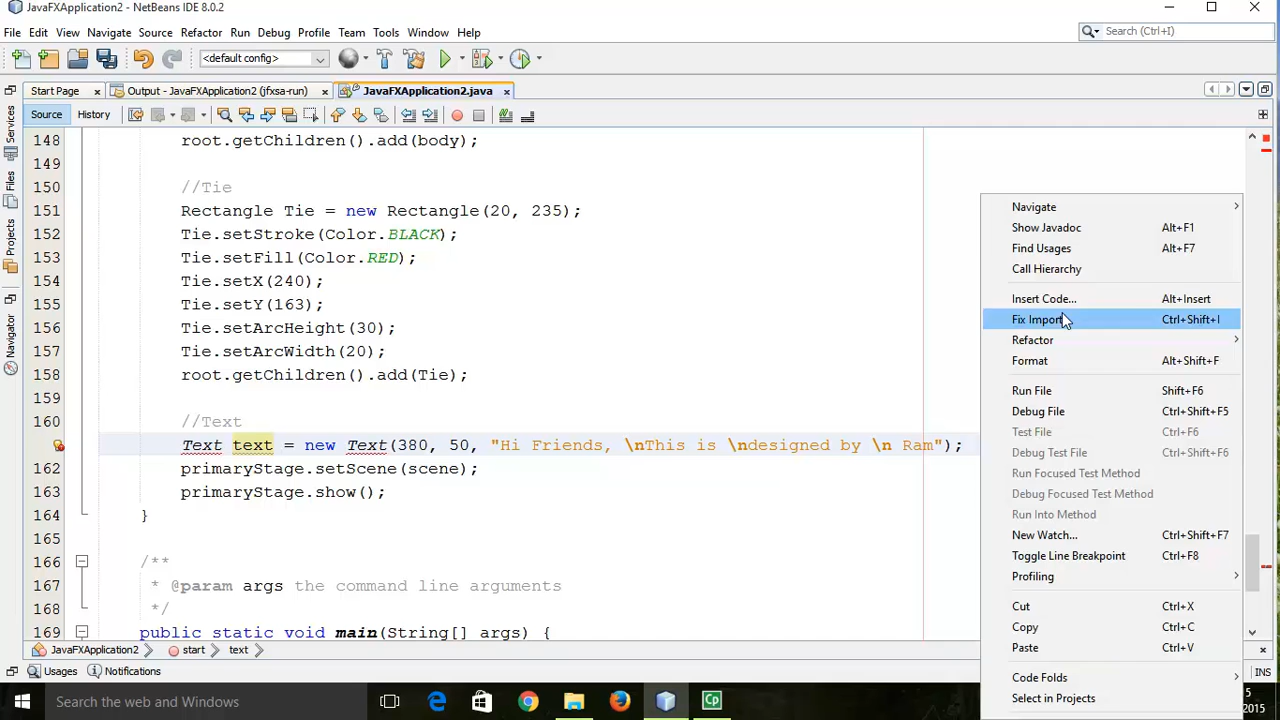 JavaFXApplication2 - NetBeans IDE 8.0.2
File Edit View Navigate Source Refactor Run Debug Profile Team Tools Window Help
Search (Ctrl+I)
<default config>
Start Page Output - JavaFXApplication2 (jfxsa-run) JavaFXApplication2.java
Source History
Services
Files
Projects
Navigator
148 root.getChildren().add(body);
149
150 //Tie
151 Rectangle Tie = new Rectangle(20, 235);
152 Tie.setStroke(Color.BLACK);
153 Tie.setFill(Color.RED);
154 Tie.setX(240);
155 Tie.setY(163);
156 Tie.setArcHeight(30);
157 Tie.setArcWidth(20);
158 root.getChildren().add(Tie);
159
160 //Text
Text text = new Text(380, 50, "Hi Friends, \nThis is \ndesigned by \n Ram");
162 primaryStage.setScene(scene);
163 primaryStage.show();
164 }
165
166 /**
167 * @param args the command line arguments
168 */
169 public static void main(String[] args) {
Navigate
Show Javadoc Alt+F1
Find Usages Alt+F7
Call Hierarchy
Insert Code... Alt+Insert
Fix Import Ctrl+Shift+I
Refactor
Format Alt+Shift+F
Run File Shift+F6
Debug File Ctrl+Shift+F5
Test File Ctrl+F6
Debug Test File Ctrl+Shift+F6
Run Focused Test Method
Debug Focused Test Method
Run Into Method
New Watch... Ctrl+Shift+F7
Toggle Line Breakpoint Ctrl+F8
Profiling
Cut Ctrl+X
Copy Ctrl+C
Paste Ctrl+V
Code Folds
Select in Projects
JavaFXApplication2 start text
Usages Notifications
INS
Search the web and Windows
Cp
2015